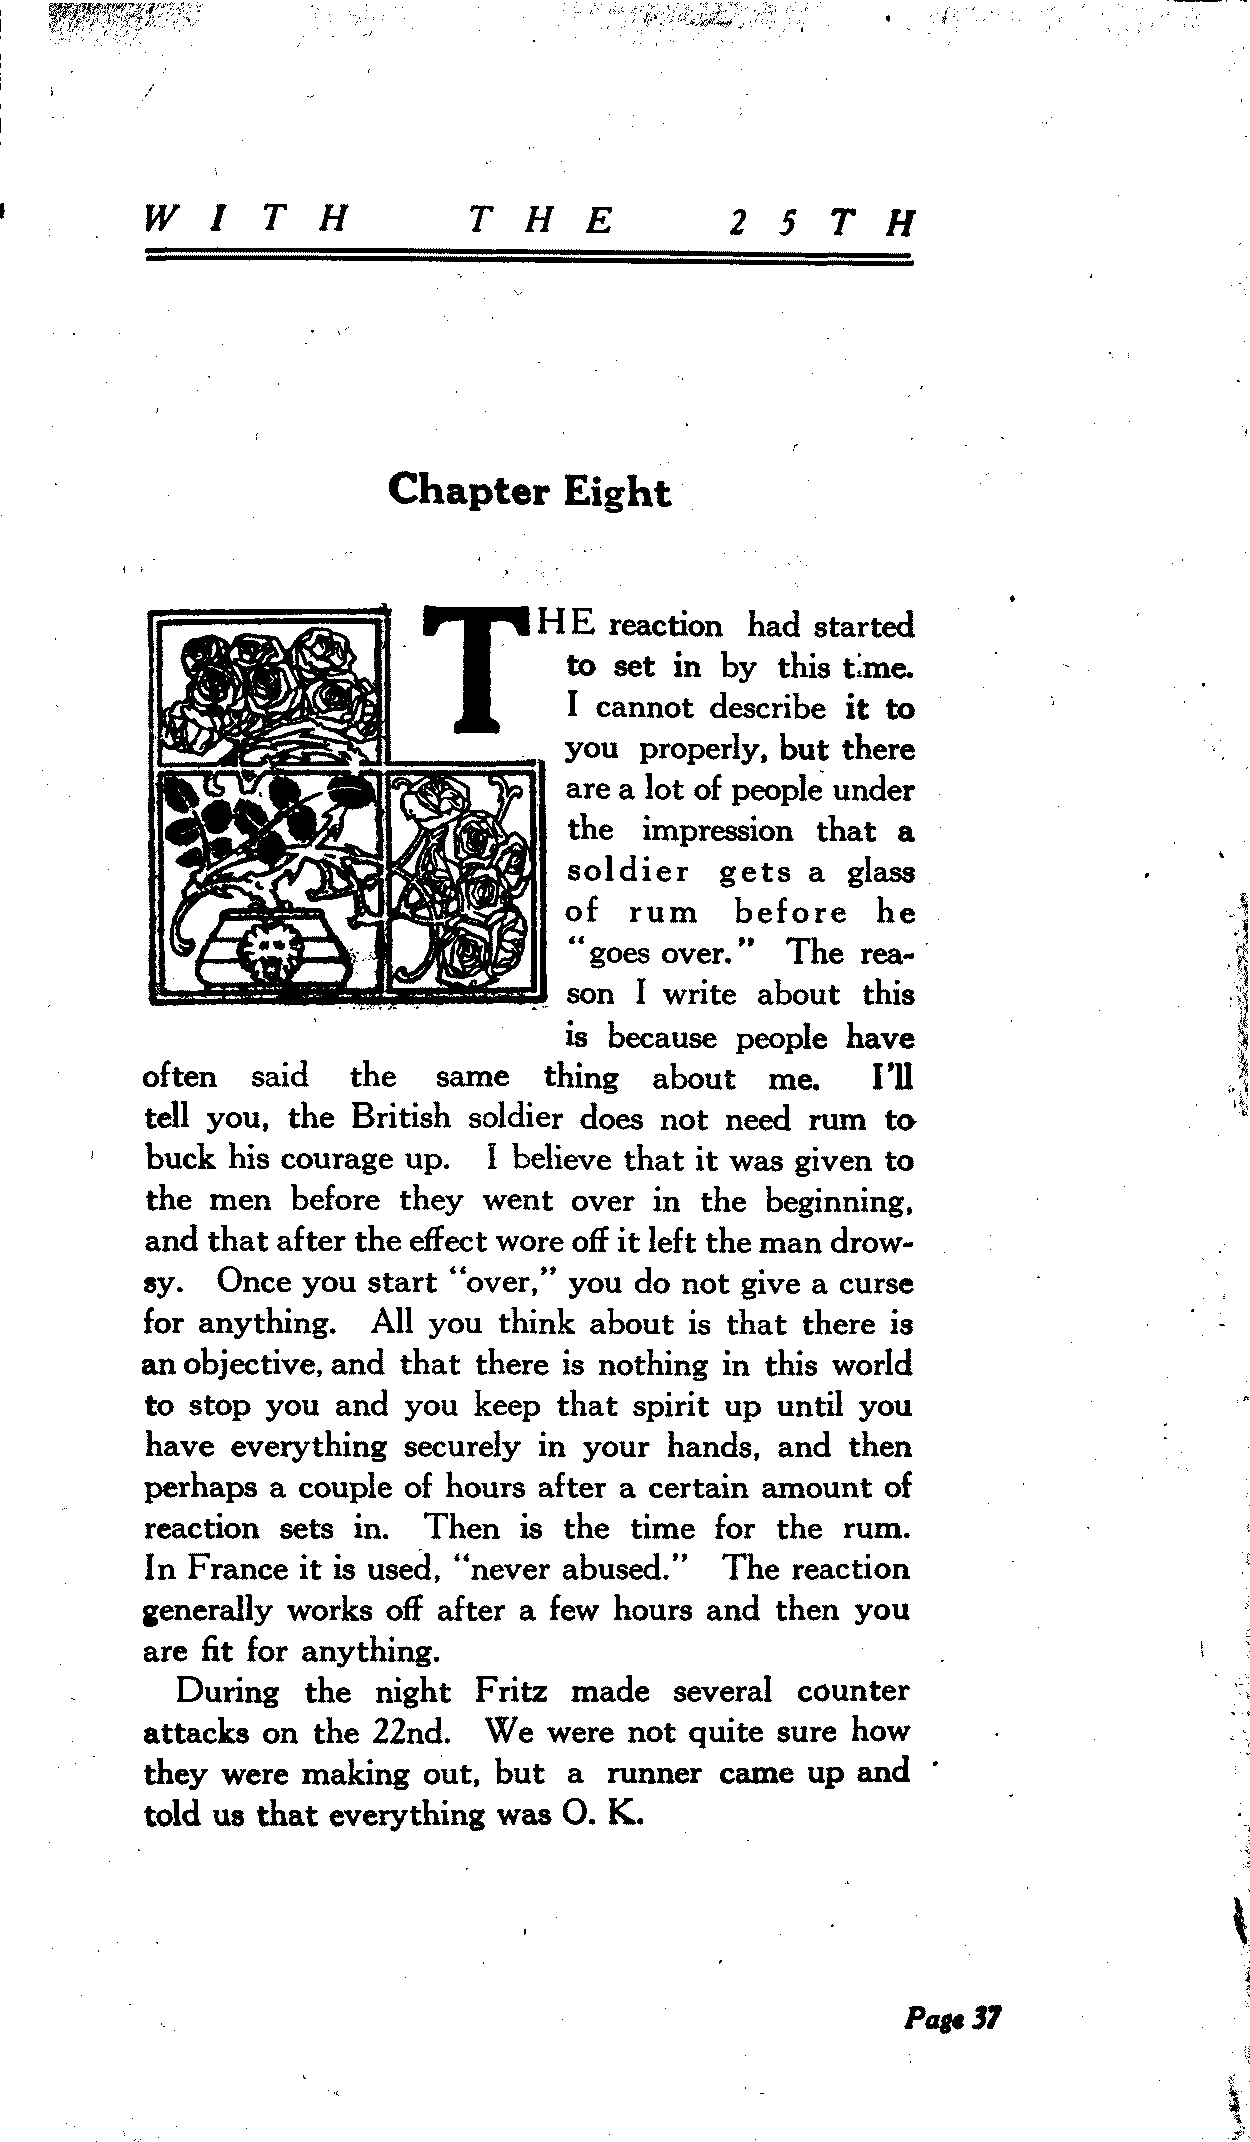 WITH THE 25TH
Chapter Eight
THE reaction had started
to set in by this time.
I cannot describe it to
you properly, but there
are a lot of people under
the impression that a
soldier gets a glass
of rum before he
"goes over." The rea-
son I write about this
is because people have
often said the same thing about me. I'll
tell you, the British soldier does not need rum to
buck his courage up. I believe that it was given to
the men before they went over in the beginning,
and that after the effect wore off it left the man drow-
sy. Once you start "over," you do not give a curse
for anything. All you think about is that there is
an objective, and that there is nothing in this world
to stop you and you keep that spirit up until you
have everything securely in your hands, and then
perhaps a couple of hours after a certain amount of
reaction sets in. Then is the time for the rum.
In France it is used, "never abused." The reaction
generally works off after a few hours and then you
are fit for anything.
During the night Fritz made several counter
attacks on the 22nd. We were not quite sure how
they were making out, but a runner came up and
told us that everything was O. K.
Page 37